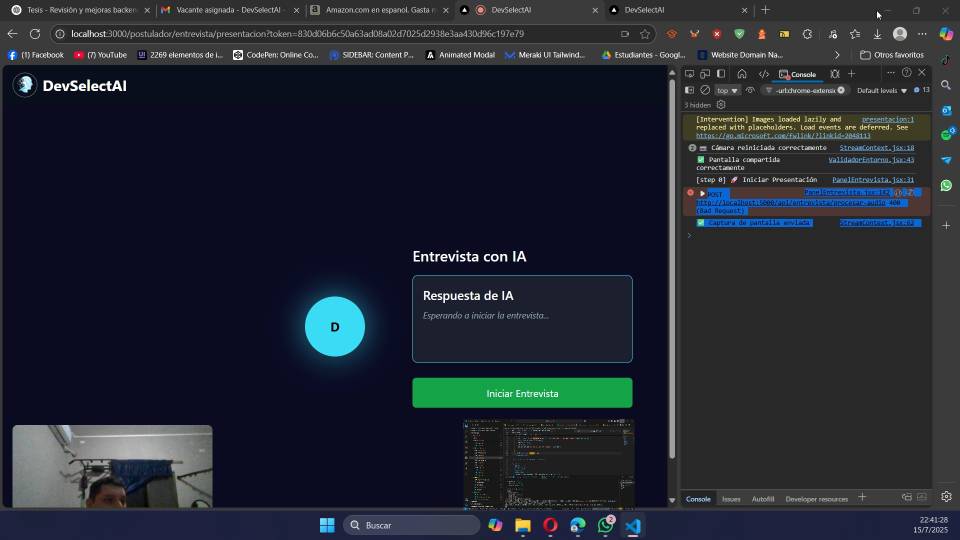 Tesis - Revisión y mejoras backen
Vacante asignada - DevSelectAI -
Amazon.com en espanol. Gasta m
DevSelectAI
DevSelectAI
localhost:3000/postulador/entrevista/presentacion?token=830d06b6c50a63ad08a02d7025d2938e3aa430d96c197e79
(1) Facebook
(7) YouTube
2269 elementos de i...
CodePen: Online Co...
SIDEBAR: Content P...
Animated Modal
Meraki UI Tailwind...
Estudiantes - Googl...
Website Domain Na...
Otros favoritos
DevSelectAI
Console
top
-url:chrome-extensi
Default levels
13
3 hidden
[Intervention] Images loaded lazily and presentacion:1
replaced with placeholders. Load events are deferred. See
https://go.microsoft.com/fwlink/?linkid=2048113
2 Cámara reiniciada correctamente StreamContext.jsx:18
Pantalla compartida ValidadorEntorno.jsx:43
correctamente
[step 0] 🚀 Iniciar Presentación PanelEntrevista.jsx:31
POST PanelEntrevista.jsx:182
http://localhost:5000/api/entrevista/procesar-audio 400
(Bad Request)
Captura de pantalla enviada StreamContext.jsx:62
Entrevista con IA
Respuesta de IA
Esperando a iniciar la entrevista...
D
Iniciar Entrevista
Console
Issues
Autofill
Developer resources
Buscar
2
22:41:28
15/7/2025